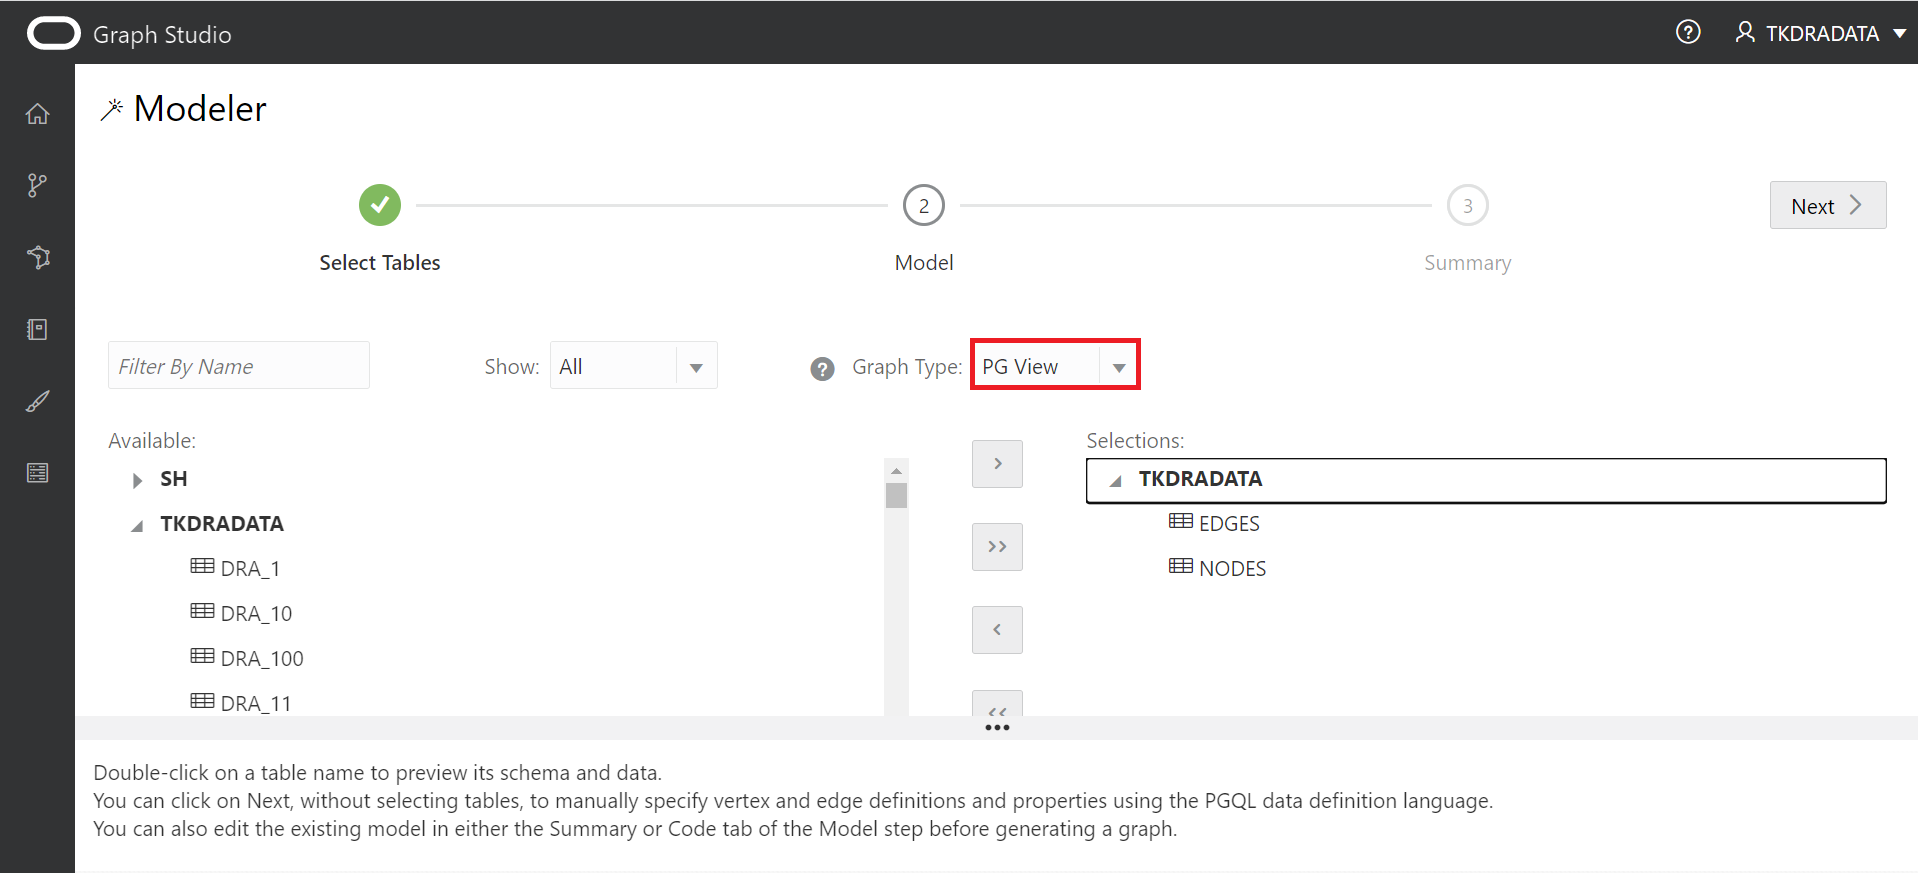 Graph Studio
? TKDRADATA
Modeler
2
3
Next
Select Tables
Model
Summary
Filter By Name
Show: All
? Graph Type: PG View
Available:
Selections:
SH
TKDRADATA
TKDRADATA
EDGES
DRA_1
NODES
DRA_10
DRA_100
DRA_11
Double-click on a table name to preview its schema and data.
You can click on Next, without selecting tables, to manually specify vertex and edge definitions and properties using the PGQL data definition language.
You can also edit the existing model in either the Summary or Code tab of the Model step before generating a graph.